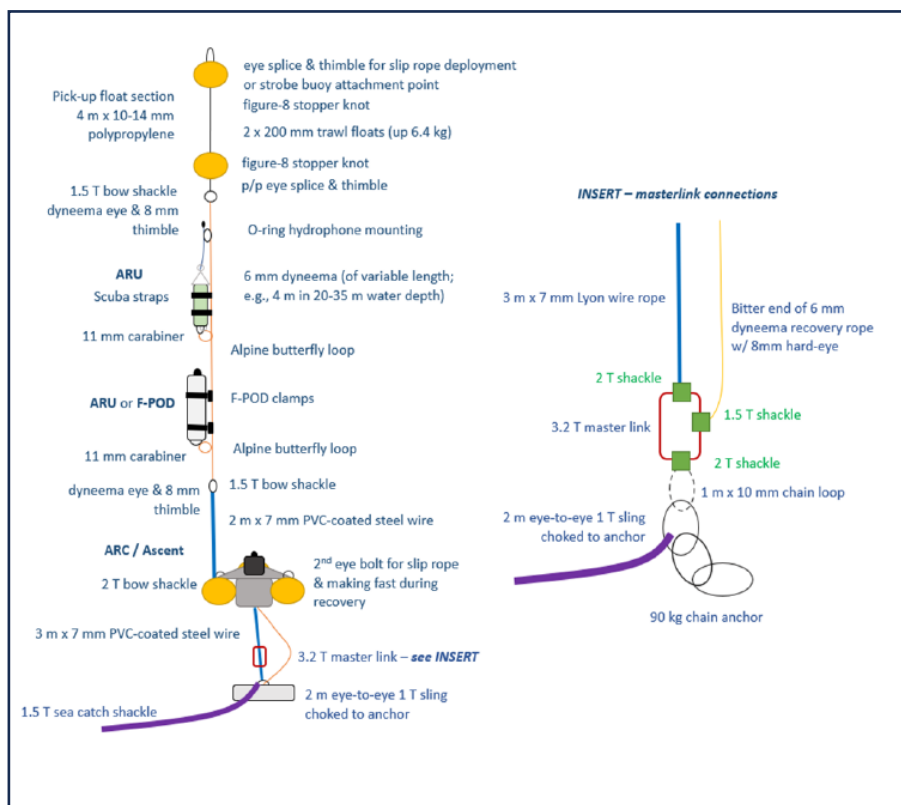 eye splice & thimble for slip rope deployment
or strobe buoy attachment point
figure-8 stopper knot
Pick-up float section
4 m x 10-14 mm
polypropylene
2 x 200 mm trawl floats (up 6.4 kg)
figure-8 stopper knot
p/p eye splice & thimble
1.5 T bow shackle
dyneema eye & 8 mm
thimble
O-ring hydrophone mounting
ARU
Scuba straps
6 mm dyneema (of variable length;
e.g., 4 m in 20-35 m water depth)
11 mm carabiner
Alpine butterfly loop
ARU or F-POD
F-POD clamps
11 mm carabiner
Alpine butterfly loop
dyneema eye & 8 mm
thimble
1.5 T bow shackle
2 m x 7 mm PVC-coated steel wire
ARC / Ascent
2 T bow shackle
2nd eye bolt for slip rope
& making fast during
recovery
3 m x 7 mm PVC-coated steel wire
3.2 T master link – see INSERT
2 m eye-to-eye 1 T sling
choked to anchor
1.5 T sea catch shackle
INSERT – masterlink connections
3 m x 7 mm Lyon wire rope
Bitter end of 6 mm
dyneema recovery rope
w/ 8mm hard-eye
2 T shackle
3.2 T master link
1.5 T shackle
2 T shackle
1 m x 10 mm chain loop
2 m eye-to-eye 1 T sling
choked to anchor
90 kg chain anchor